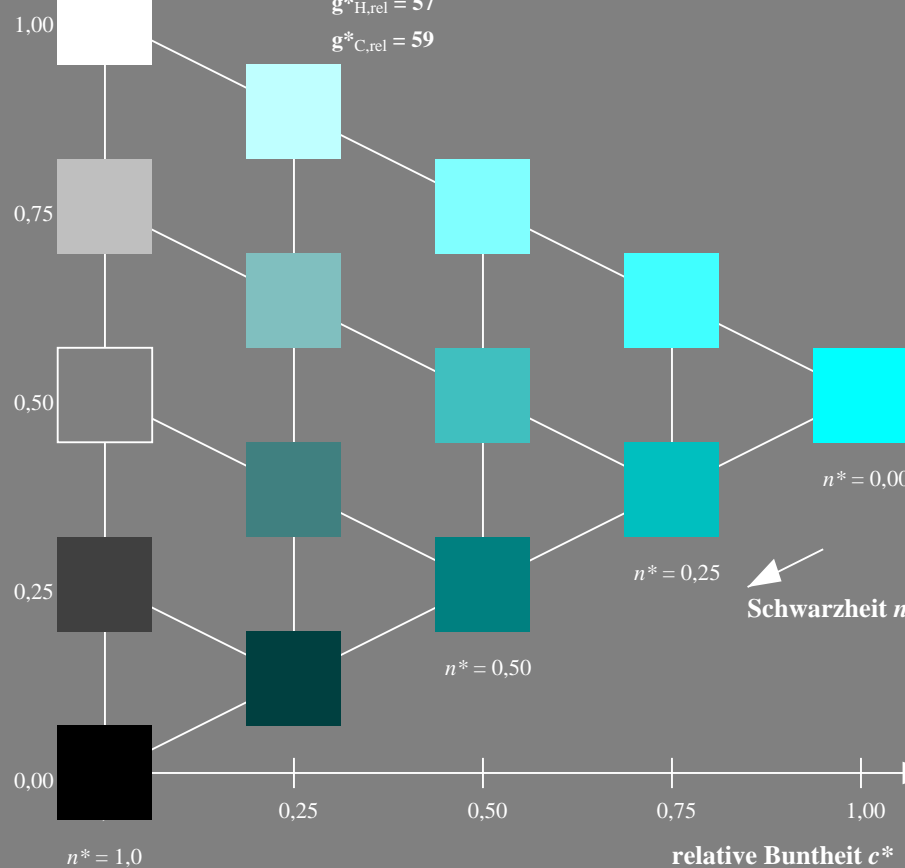 g*H,rel = 57
1,00
g*C,rel = 59
0,75
0,50
n* = 0,00
n* = 0,25
0,25
Schwarzheit n
n* = 0,50
0,00
0,25 0,50 0,75 1,00
n* = 1,0
relative Buntheit c*